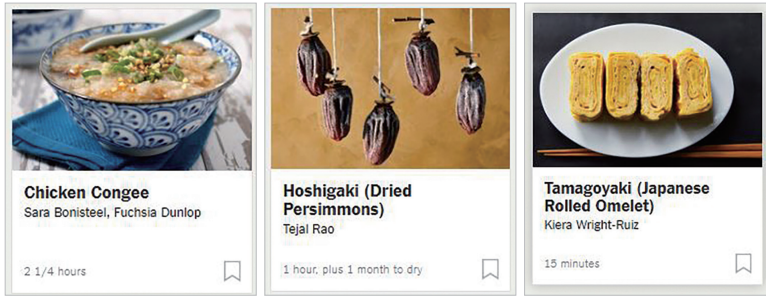 Chicken Congee
Sara Bonisteel, Fuchsia Dunlop
2 1/4 hours
Hoshigaki (Dried
Persimmons)
Tejal Rao
1 hour, plus 1 month to dry
Tamagoyaki (Japanese
Rolled Omelet)
Kiera Wright-Ruiz
15 minutes